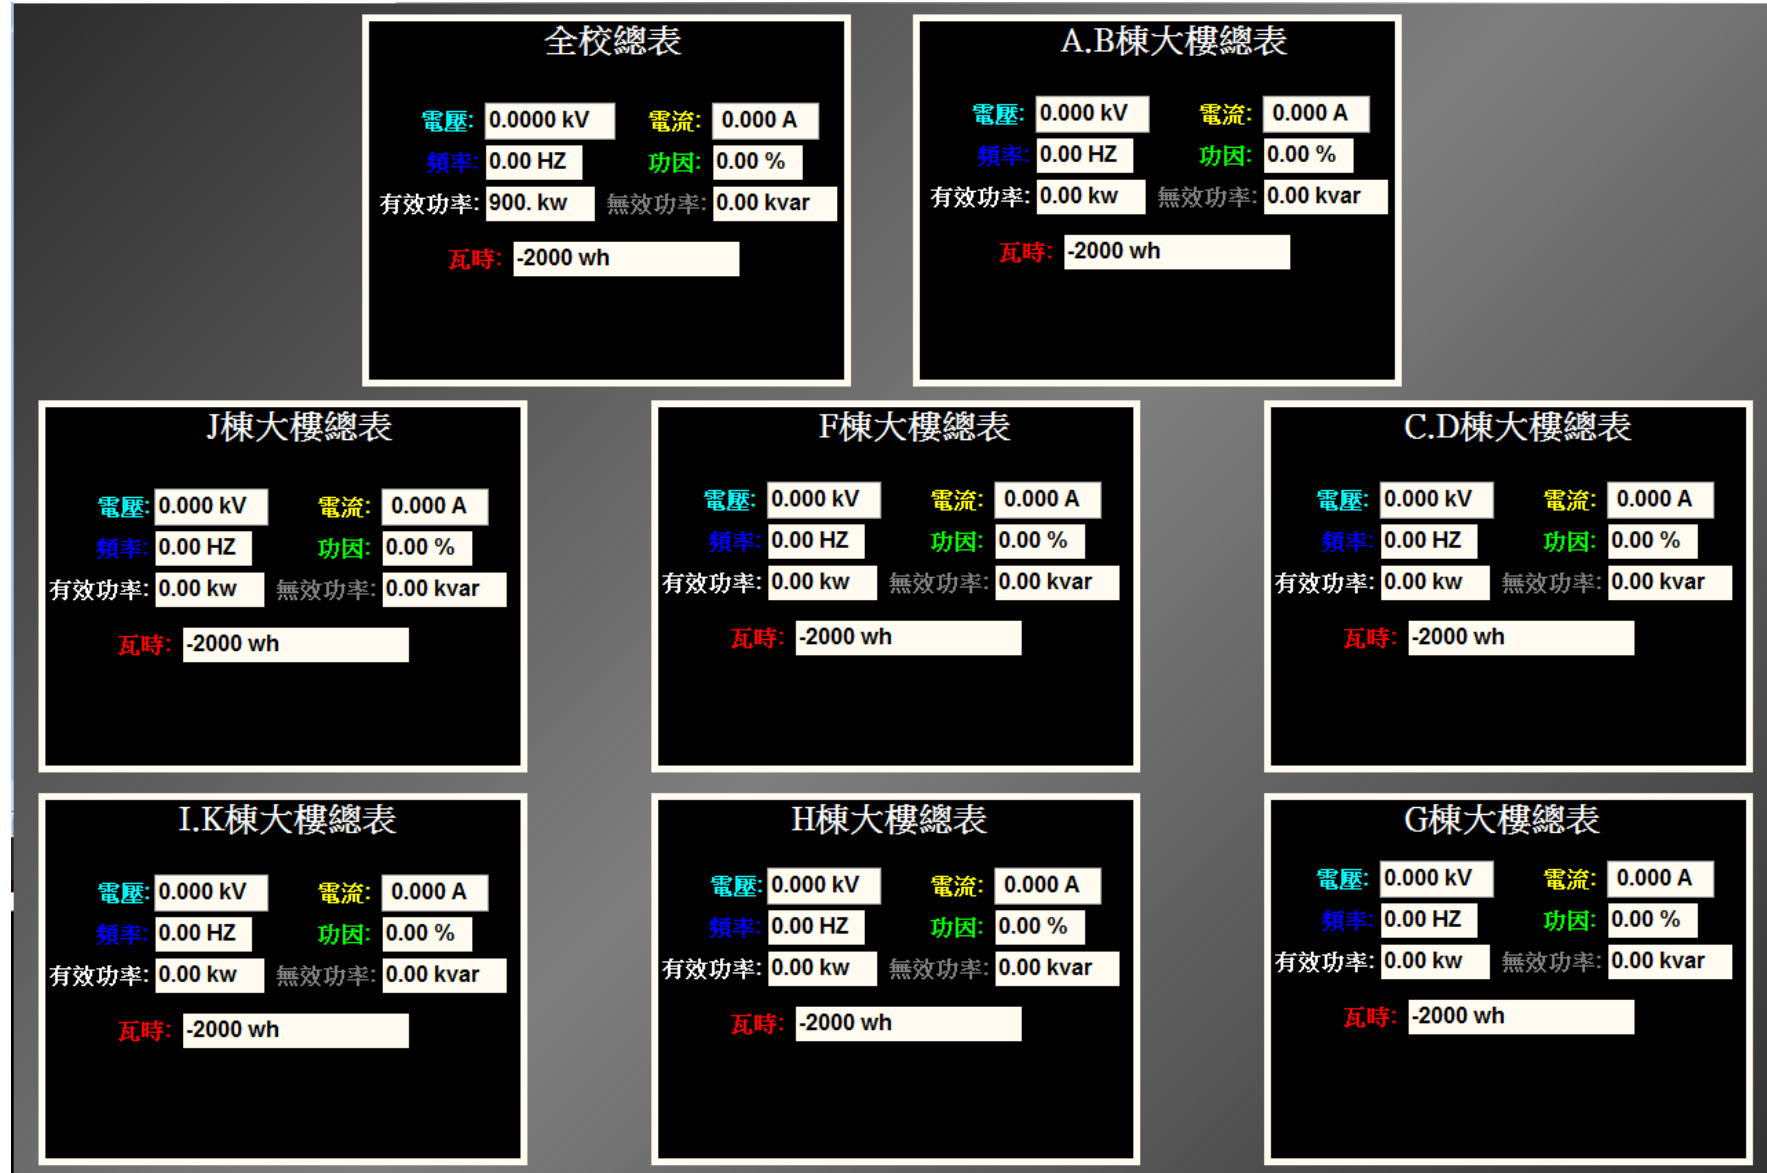 全校總表
電壓: 0.0000 kV 電流: 0.000 A
頻率: 0.00 HZ 功因: 0.00 %
有效功率: 900. kw 無效功率: 0.00 kvar
瓦時: -2000 wh
A.B棟大樓總表
電壓: 0.000 kV 電流: 0.000 A
頻率: 0.00 HZ 功因: 0.00 %
有效功率: 0.00 kw 無效功率: 0.00 kvar
瓦時: -2000 wh
J棟大樓總表
電壓: 0.000 kV 電流: 0.000 A
頻率: 0.00 HZ 功因: 0.00 %
有效功率: 0.00 kw 無效功率: 0.00 kvar
瓦時: -2000 wh
F棟大樓總表
電壓: 0.000 kV 電流: 0.000 A
頻率: 0.00 HZ 功因: 0.00 %
有效功率: 0.00 kw 無效功率: 0.00 kvar
瓦時: -2000 wh
C.D棟大樓總表
電壓: 0.000 kV 電流: 0.000 A
頻率: 0.00 HZ 功因: 0.00 %
有效功率: 0.00 kw 無效功率: 0.00 kvar
瓦時: -2000 wh
I.K棟大樓總表
電壓: 0.000 kV 電流: 0.000 A
頻率: 0.00 HZ 功因: 0.00 %
有效功率: 0.00 kw 無效功率: 0.00 kvar
瓦時: -2000 wh
H棟大樓總表
電壓: 0.000 kV 電流: 0.000 A
頻率: 0.00 HZ 功因: 0.00 %
有效功率: 0.00 kw 無效功率: 0.00 kvar
瓦時: -2000 wh
G棟大樓總表
電壓: 0.000 kV 電流: 0.000 A
頻率: 0.00 HZ 功因: 0.00 %
有效功率: 0.00 kw 無效功率: 0.00 kvar
瓦時: -2000 wh